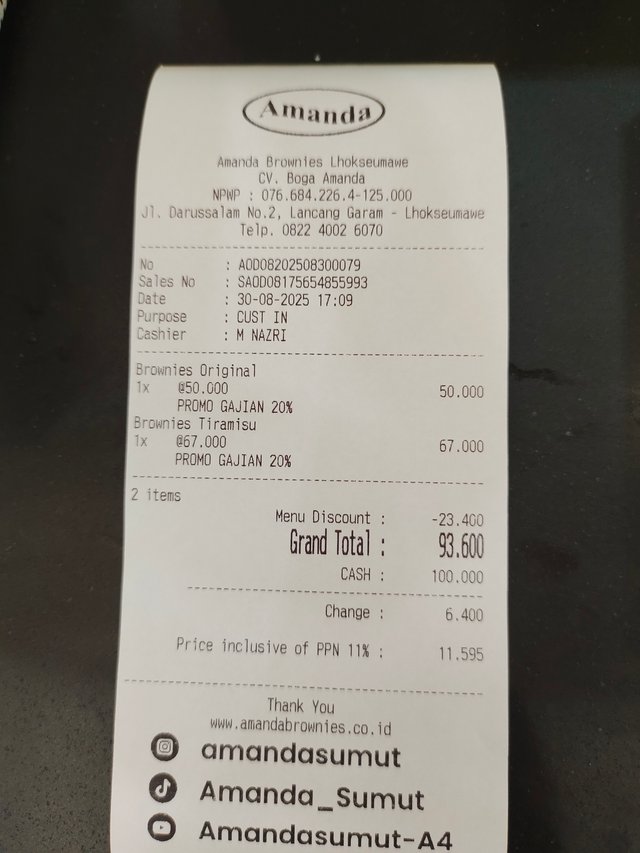 Amanda
Amanda Brownies Lhokseumawe
CV. Boga Amanda
NPWP : 076.684.226.4-125.000
Jl. Darussalam No.2, Lancang Garam - Lhokseumawe
Telp. 0822 4002 6070
No : AOD08202508300079
Sales No : SAOD08175654855993
Date : 30-08-2025 17:09
Purpose : CUST IN
Cashier : M NAZRI
Brownies Original
1x @50.000 50.000
PROMO GAJIAN 20%
Brownies Tiramisu
1x @67.000 67.000
PROMO GAJIAN 20%
2 items
Menu Discount : -23.400
Grand Total : 93.600
CASH : 100.000
Change : 6.400
Price inclusive of PPN 11% : 11.595
Thank You
www.amandabrownies.co.id
amandasumut
Amanda_Sumut
Amandasumut-A4